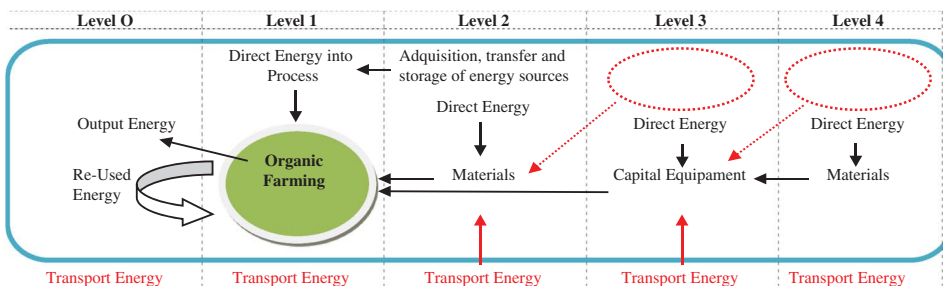 Level O
Level 1
Level 2
Level 3
Level 4
Direct Energy into
Process
Adquisition, transfer and
storage of energy sources
Direct Energy
Direct Energy
Direct Energy
Output Energy
Organic
Farming
Re-Used
Energy
Materials
Capital Equipament
Materials
Transport Energy
Transport Energy
Transport Energy
Transport Energy
Transport Energy